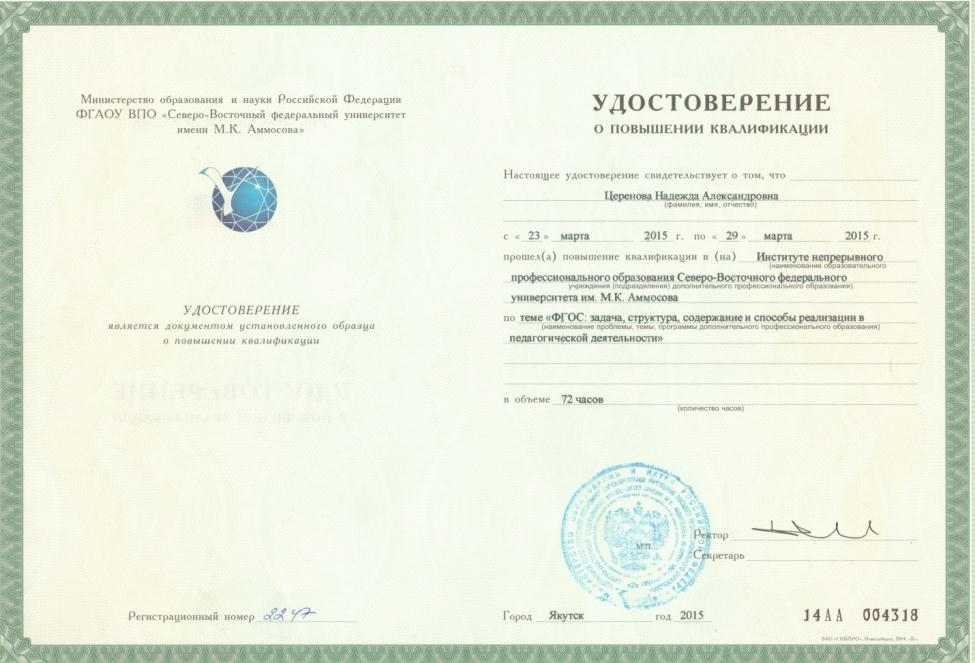 Министерство образования и науки Российской Федерации
ФГАОУ ВПО «Северо-Восточный федеральный университет
имени М.К. Аммосова»
УДОСТОВЕРЕНИЕ
является документом установленного образца
о повышении квалификации
Регистрационный номер 2247
УДОСТОВЕРЕНИЕ
О ПОВЫШЕНИИ КВАЛИФИКАЦИИ
Настоящее удостоверение свидетельствует о том, что
Церенова Надежда Александровна
(фамилия, имя, отчество)
с « 23 » марта 2015 г. по « 29 » марта 2015 г.
прошел(а) повышение квалификации в (на) Институте непрерывного
(наименование образовательного
профессионального образования Северо-Восточного федерального
учреждения (подразделения) дополнительного профессионального образования)
университета им. М.К. Аммосова
по теме «ФГОС: задача, структура, содержание и способы реализации в
(наименование проблемы, темы, программы дополнительного профессионального образования)
педагогической деятельности»
в объеме 72 часов
(количество часов)
Ректор
М.П.
Секретарь
Город Якутск год 2015
14АА 004318
ЗАО «СИБПРО», Новосибирск, 2014, «В».